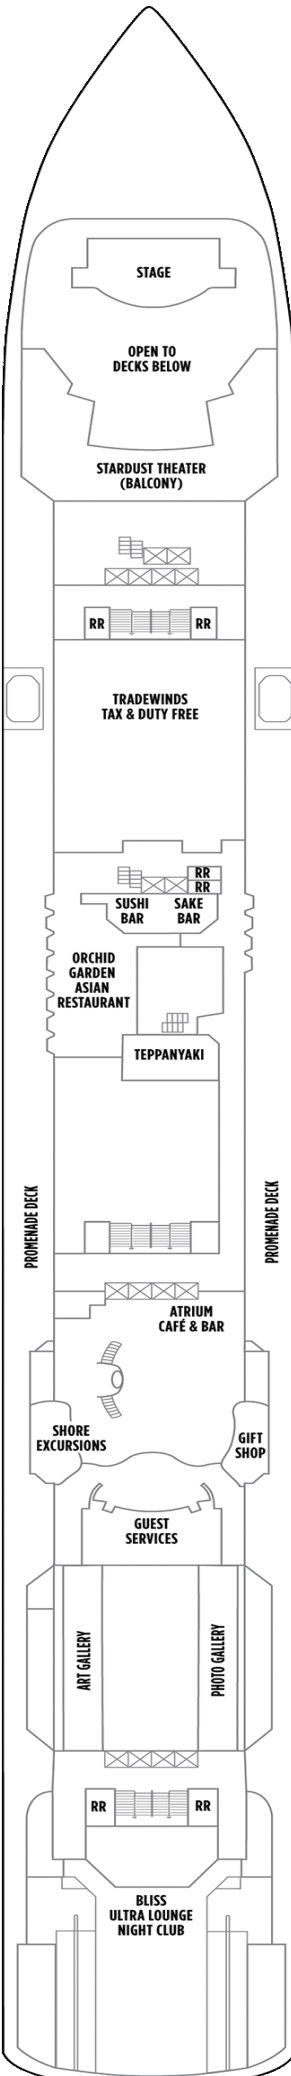 STAGE
OPEN TO
DECKS BELOW
STARDUST THEATER
(BALCONY)
RR
RR
TRADEWINDS
TAX & DUTY FREE
RR
RR
SUSHI
BAR
SAKE
BAR
ORCHID
GARDEN
ASIAN
RESTAURANT
TEPPANYAKI
PROMENADE DECK
PROMENADE DECK
ATRIUM
CAFÉ & BAR
SHORE
EXCURSIONS
GIFT
SHOP
GUEST
SERVICES
ART GALLERY
PHOTO GALLERY
RR
RR
BLISS
ULTRA LOUNGE
NIGHT CLUB